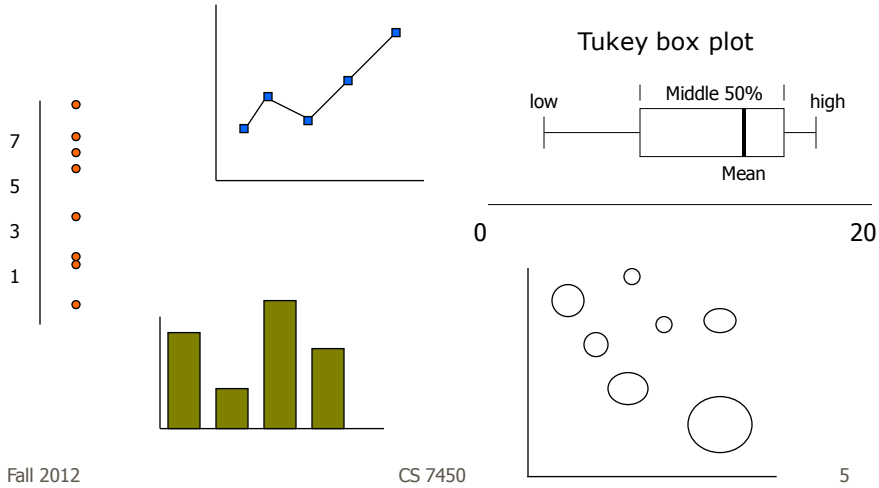 Tukey box plot
low
Middle 50%
high
Mean
0
20
7
5
3
1
Fall 2012
CS 7450
5